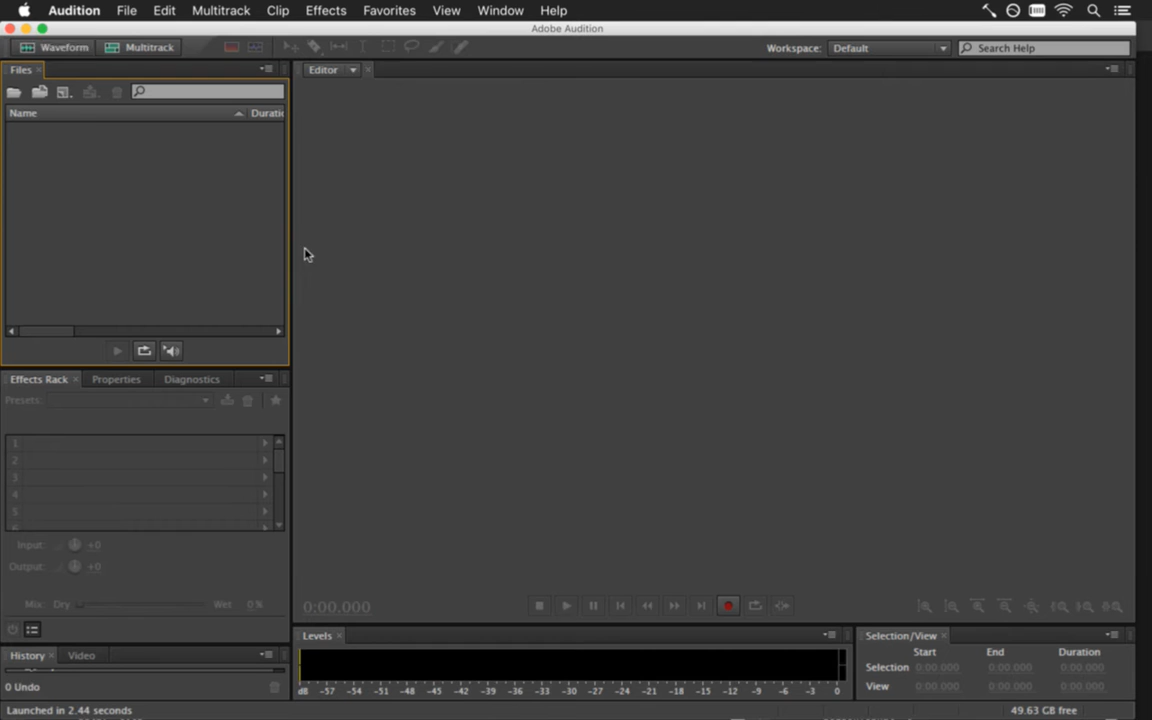 Audition File Edit Multitrack Clip Effects Favorites View Window Help
Adobe Audition
Waveform Multitrack Workspace: Default Search Help
Files Editor
Name Duratic
Effects Rack Properties Diagnostics
Presets:
1
2
3
4
5
6
Input: +0
Output: +0
Mix: Dry Wet 0 %
0:00.000
Levels
dB -57 -54 -51 -48 -45 -42 -39 -36 -33 -30 -27 -24 -21 -18 -15 -12 -9 -6 -3 0
Selection/View
Start End Duration
Selection 0:00.000 0:00.000 0:00.000
View 0:00.000 0:00.000 0:00.000
History Video
0 Undo
Launched in 2.44 seconds 49.63 GB free